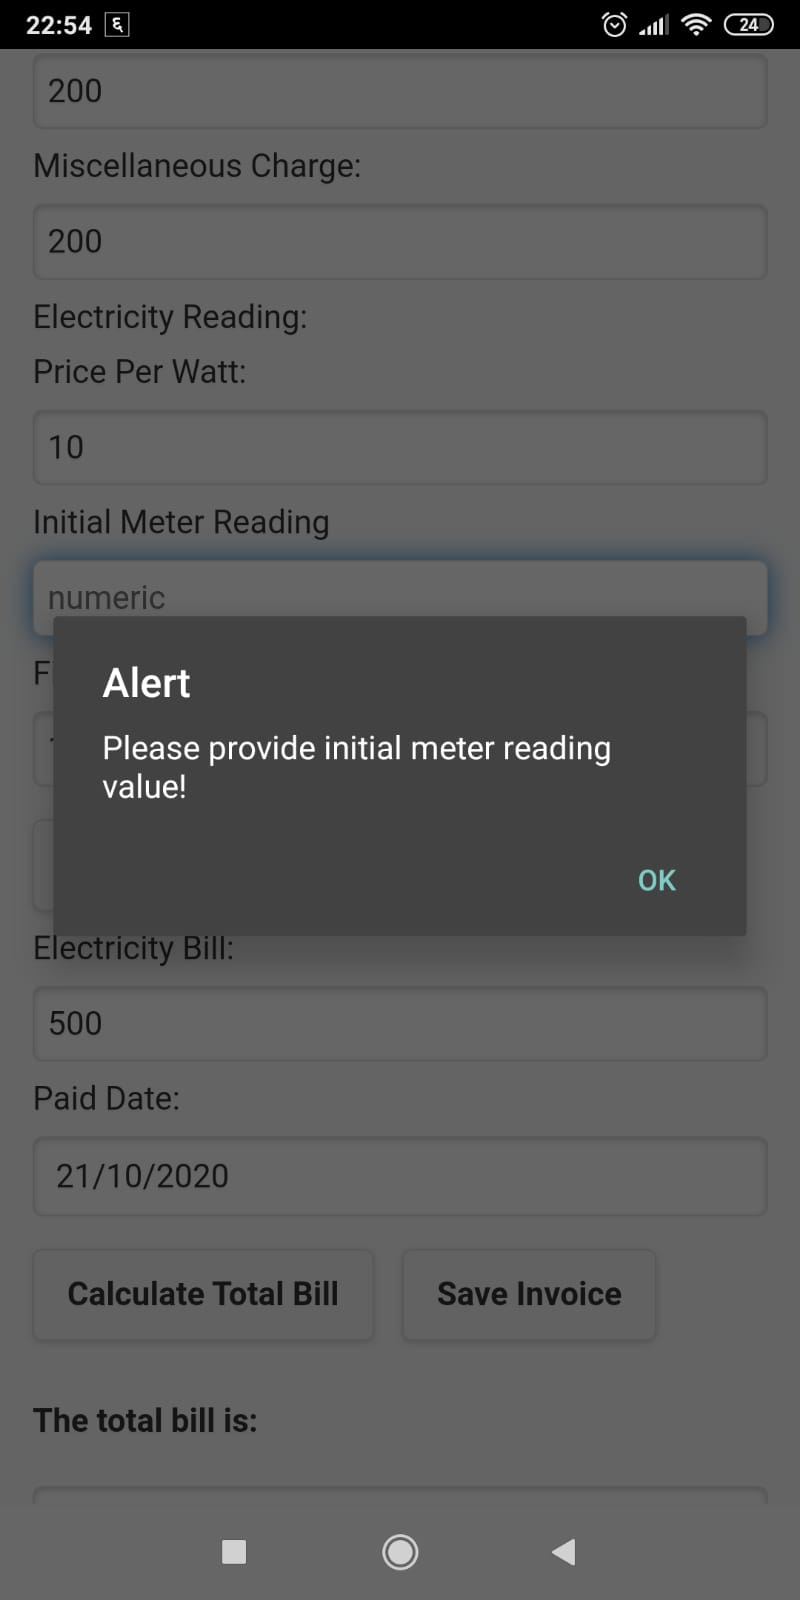 22:54 ६
24
200
Miscellaneous Charge:
200
Electricity Reading:
Price Per Watt:
10
Initial Meter Reading
numeric
F
Alert
Please provide initial meter reading
value!
OK
Electricity Bill:
500
Paid Date:
21/10/2020
Calculate Total Bill Save Invoice
The total bill is: